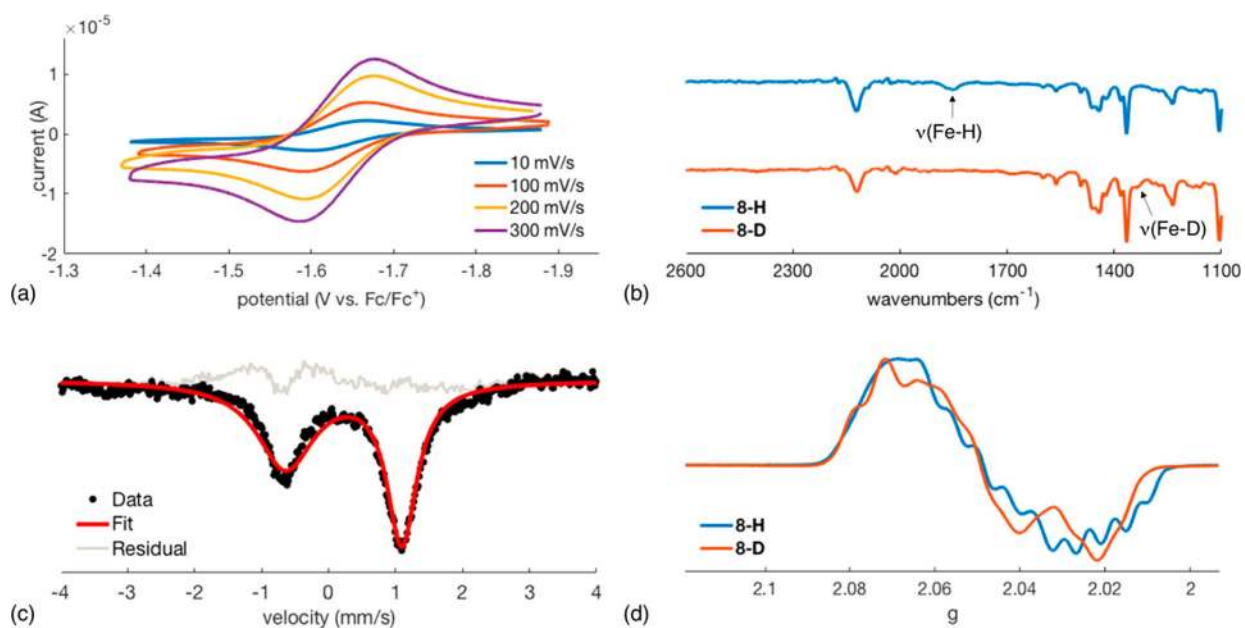 ×10⁻⁵
1
0
-1
-2
current (A)
-1.3 -1.4 -1.5 -1.6 -1.7 -1.8 -1.9
potential (V vs. Fc/Fc⁺)
10 mV/s
100 mV/s
200 mV/s
300 mV/s
(a)
ν(Fe-H)
8-H
8-D
ν(Fe-D)
2600 2300 2000 1700 1400 1100
wavenumbers (cm⁻¹)
(b)
Data
Fit
Residual
-4 -3 -2 -1 0 1 2 3 4
velocity (mm/s)
(c)
8-H
8-D
2.1 2.08 2.06 2.04 2.02 2
g
(d)